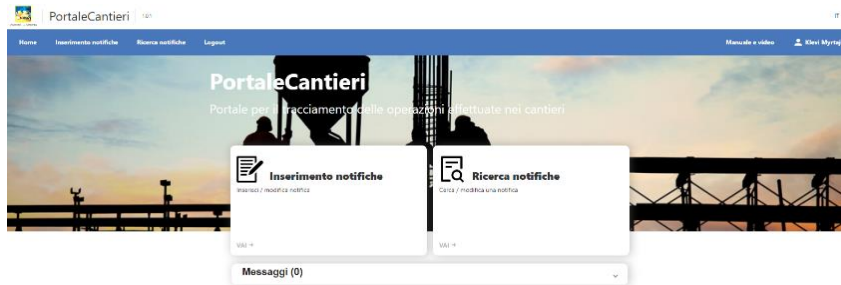 PortaleCantieri
IT
Home Inserimento notifiche Ricerca notifiche Logout Manuale e video Klevi Myrtaj
PortaleCantieri
Portale per il tracciamento delle operazioni effettuate nei cantieri
Inserimento notifiche
Inserisci / modifica notifica
VAI →
Ricerca notifiche
Cerca / modifica una notifica
VAI →
Messaggi (0)